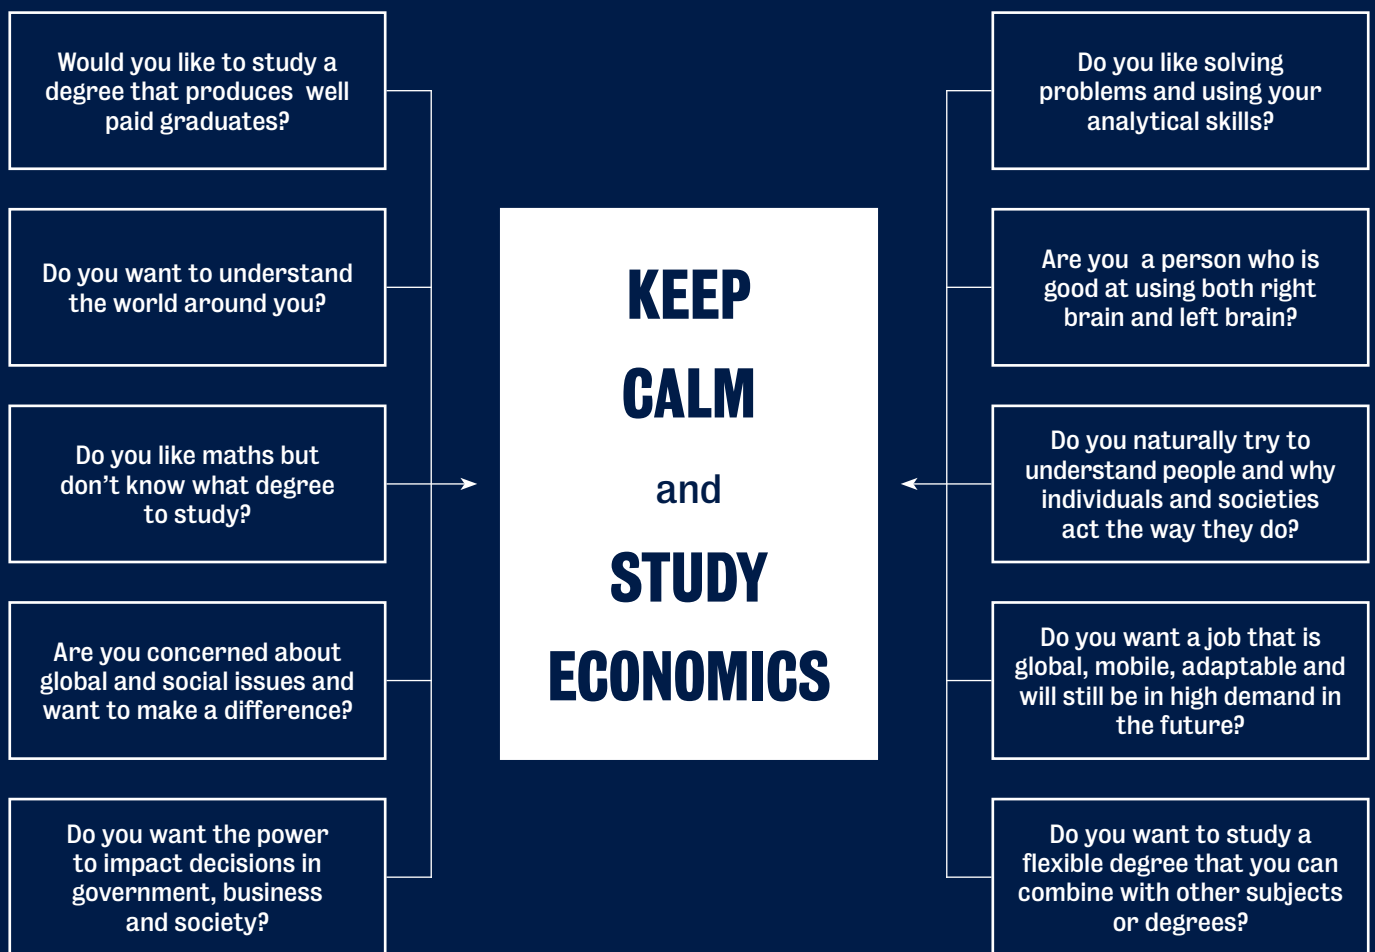 Would you like to study a
degree that produces  well
paid graduates?
Do you want to understand
the world around you?
Do you like maths but
don't know what degree
to study?
Are you concerned about
global and social issues and
want to make a difference?
Do you want the power
to impact decisions in
government, business
and society?
KEEP
CALM
and
STUDY
ECONOMICS
Do you like solving
problems and using your
analytical skills?
Are you  a person who is
good at using both right
brain and left brain?
Do you naturally try to
understand people and why
individuals and societies
act the way they do?
Do you want a job that is
global, mobile, adaptable and
will still be in high demand in
the future?
Do you want to study a
flexible degree that you can
combine with other subjects
or degrees?